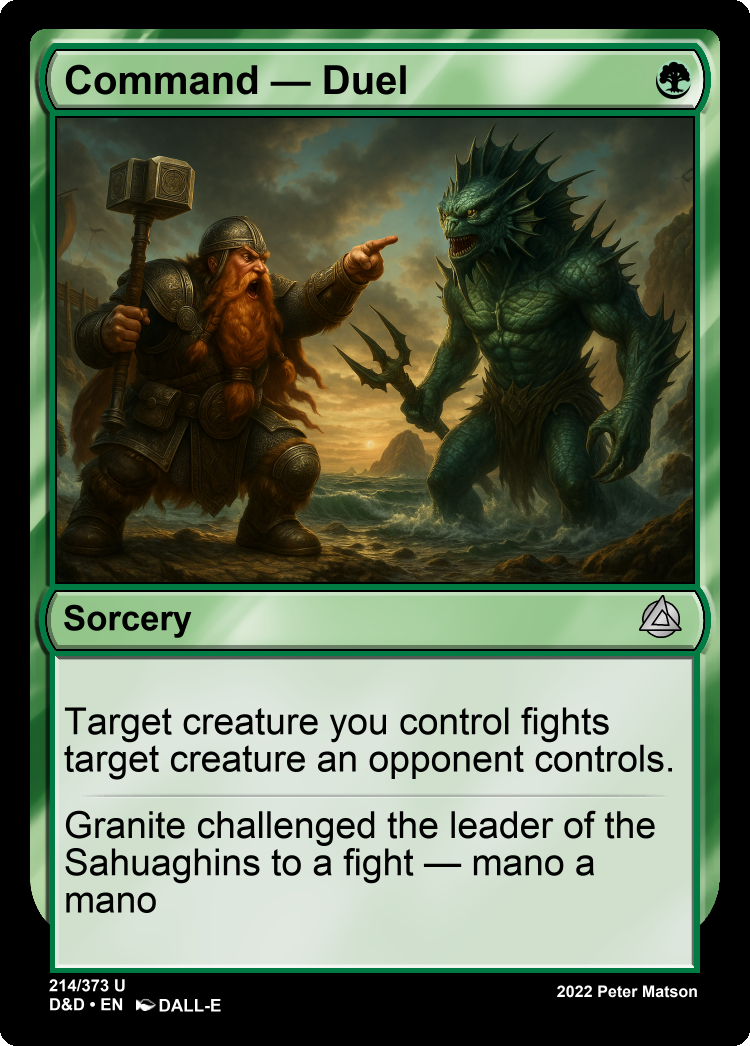 Command — Duel
Sorcery
Target creature you control fights
target creature an opponent controls.
Granite challenged the leader of the
Sahuaghins to a fight — mano a
mano
214/373 U
D&D • EN DALL-E
2022 Peter Matson